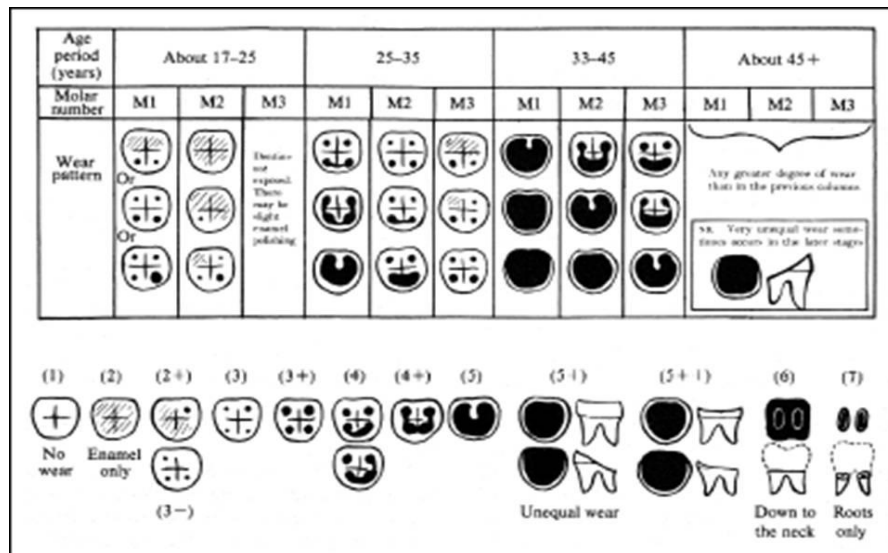 Age period (years)
About 17–25
25–35
33–45
About 45+
Molar number
M1 M2 M3 M1 M2 M3 M1 M2 M3 M1 M2 M3
Wear pattern
Or
Or
Dentine not exposed. There may be slight enamel polishing
Any greater degree of wear
than in the previous columns
Very unequal wear some-
times occurs in the later stages
(1) (2) (2+) (3) (3+) (4) (4+) (5) (5+) (5++) (6) (7)
No wear
Enamel only
(3−)
Unequal wear
Down to the neck
Roots only